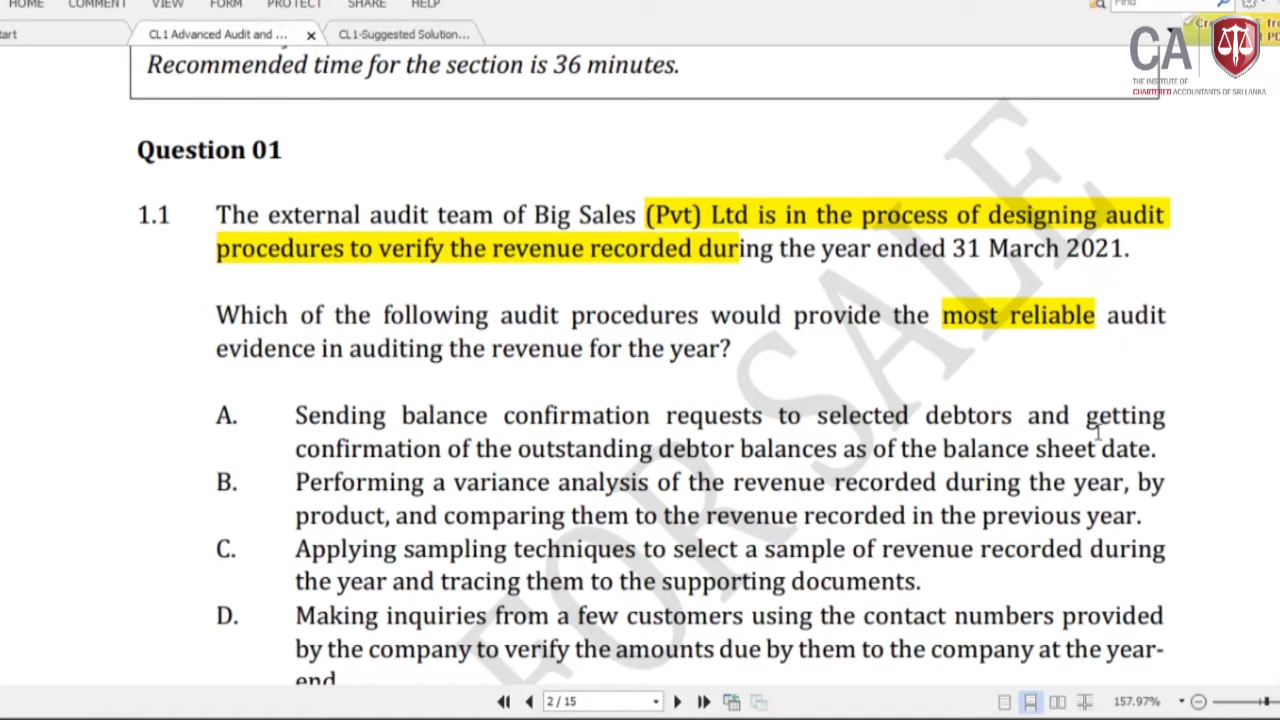 HOME COMMENT VIEW FORM PROTECT SHARE HELP Find
tart CL1 Advanced Audit and ... × CL1-Suggested Solution...
CA
THE INSTITUTE OF
CHARTERED ACCOUNTANTS OF SRI LANKA
Recommended time for the section is 36 minutes.
Question 01
1.1 The external audit team of Big Sales (Pvt) Ltd is in the process of designing audit
procedures to verify the revenue recorded during the year ended 31 March 2021.
Which of the following audit procedures would provide the most reliable audit
evidence in auditing the revenue for the year?
A. Sending balance confirmation requests to selected debtors and getting
confirmation of the outstanding debtor balances as of the balance sheet date.
B. Performing a variance analysis of the revenue recorded during the year, by
product, and comparing them to the revenue recorded in the previous year.
C. Applying sampling techniques to select a sample of revenue recorded during
the year and tracing them to the supporting documents.
D. Making inquiries from a few customers using the contact numbers provided
by the company to verify the amounts due by them to the company at the year-
end
FOR SALE
2 / 15 157.97%